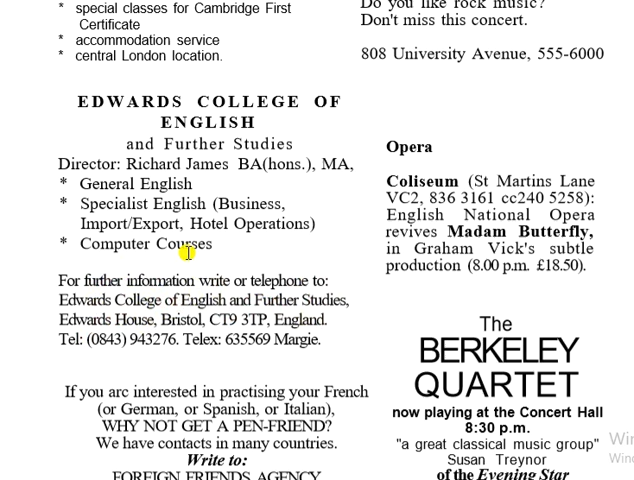 * special classes for Cambridge First
Certificate
* accommodation service
* central London location.
EDWARDS COLLEGE OF
ENGLISH
and Further Studies
Director: Richard James BA(hons.), MA,
* General English
* Specialist English (Business,
Import/Export, Hotel Operations)
* Computer Courses
For further information write or telephone to:
Edwards College of English and Further Studies,
Edwards House, Bristol, CT9 3TP, England.
Tel: (0843) 943276. Telex: 635569 Margie.
If you arc interested in practising your French
(or German, or Spanish, or Italian),
WHY NOT GET A PEN-FRIEND?
We have contacts in many countries.
Write to:
FOREIGN FRIENDS AGENCY
Do you like rock music?
Don't miss this concert.
808 University Avenue, 555-6000
Opera
Coliseum (St Martins Lane
VC2, 836 3161 cc240 5258):
English National Opera
revives Madam Butterfly,
in Graham Vick's subtle
production (8.00 p.m. £18.50).
The
BERKELEY
QUARTET
now playing at the Concert Hall
8:30 p.m.
"a great classical music group"
Susan Treynor
of the Evening Star